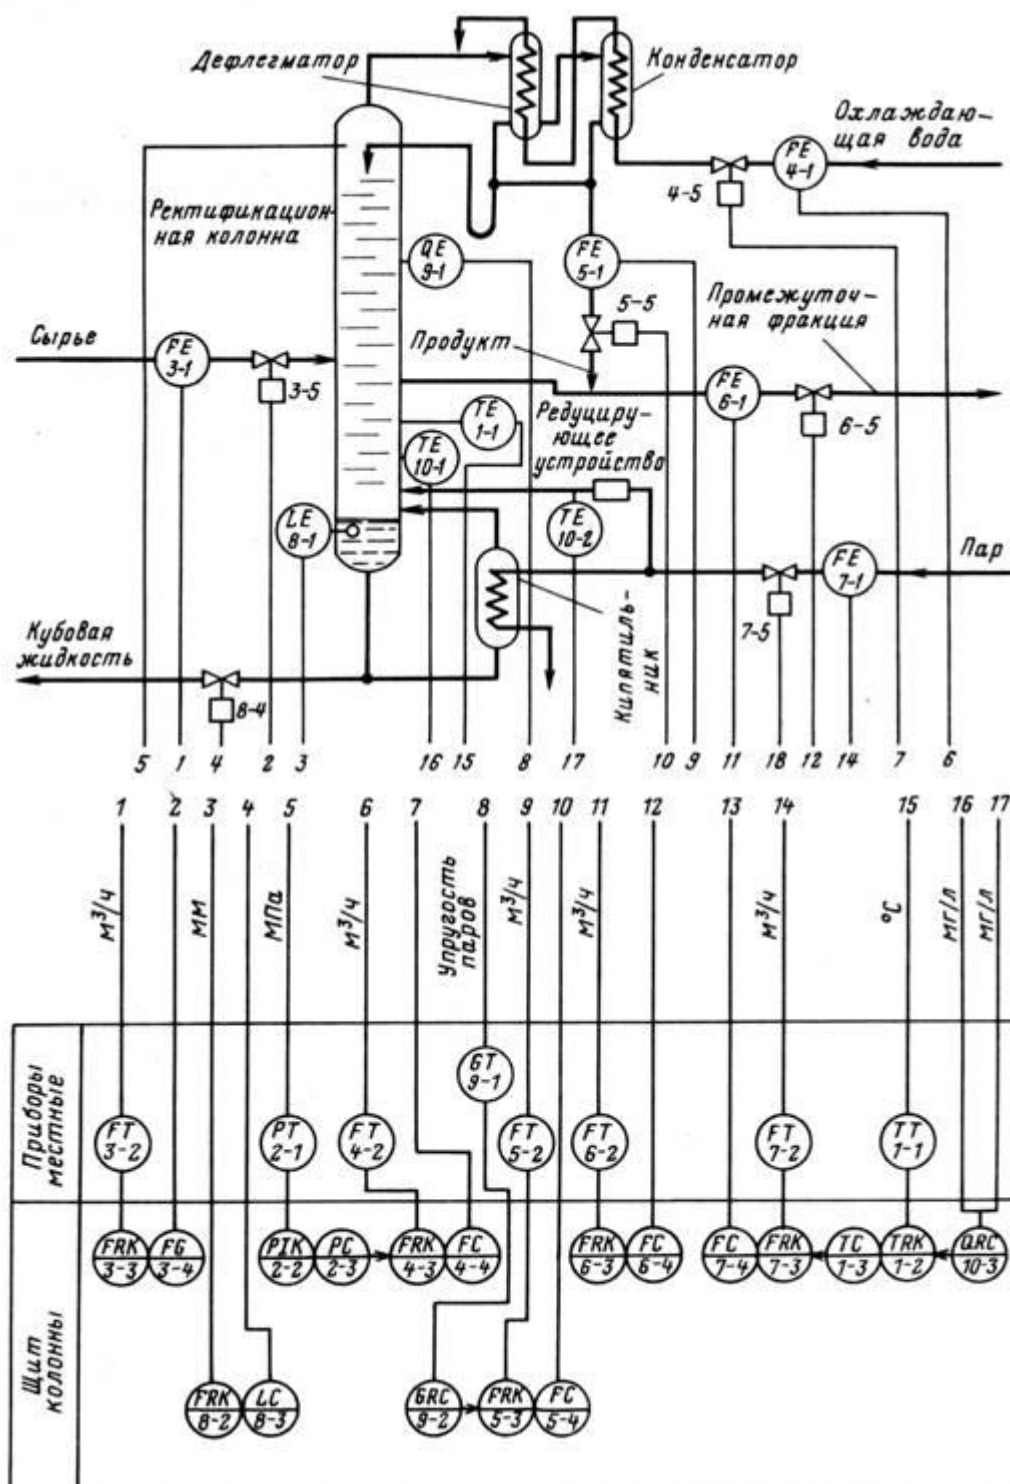 Дефлегматор
Конденсатор
Охлаждаю-
щая вода
FE
4-1
4-5
Ректификацион-
ная колонна
QE
9-1
FE
5-1
5-5
Промежуточ-
ная фракция
Сырье
FE
3-1
3-5
Продукт
FE
6-1
6-5
TE
1-1
TE
10-1
Редуцирую-
ющее
устройство
LE
8-1
TE
10-2
FE
7-1
Пар
7-5
Кубовая
жидкость
8-4
Кипятиль-
ник
5 1 4 2 3 16 15 8 17 10 9 11 18 12 14 7 6
1 2 3 4 5 6 7 8 9 10 11 12 13 14 15 16 17
м³/ч
мм
МПа
м³/ч
Упругость
паров
м³/ч
м³/ч
м³/ч
°С
мг/л
мг/л
Приборы
местные
GT
9-1
FT
3-2
PT
2-1
FT
4-2
FT
5-2
FT
6-2
FT
7-2
TT
1-1
Щит
колонны
FRK
3-3
FG
3-4
PIK
2-2
PC
2-3
FRK
4-3
FC
4-4
FRK
6-3
FC
6-4
FC
7-4
FRK
7-3
TC
1-3
TRK
1-2
QRC
10-3
FRK
8-2
LC
8-3
GRC
9-2
FRK
5-3
FC
5-4